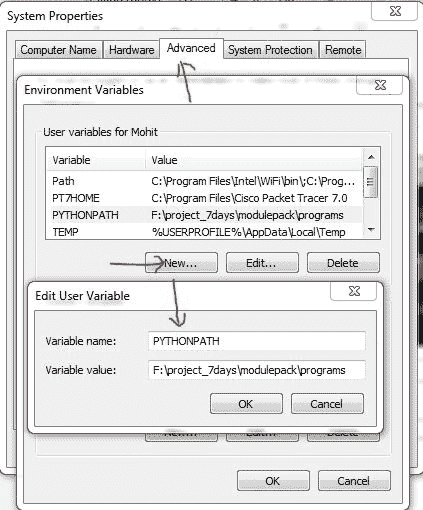 System Properties
Computer Name Hardware Advanced System Protection Remote
Environment Variables
User variables for Mohit
Variable Value
Path C:\Program Files\Intel\WiFi\bin\;C:\Prog...
PT7HOME C:\Program Files\Cisco Packet Tracer 7.0
PYTHONPATH F:\project_7days\modulepack\programs
TEMP %USERPROFILE%\AppData\Local\Temp
New... Edit... Delete
Edit User Variable
Variable name: PYTHONPATH
Variable value: F:\project_7days\modulepack\programs
OK Cancel
New... Edit... Delete
OK Cancel